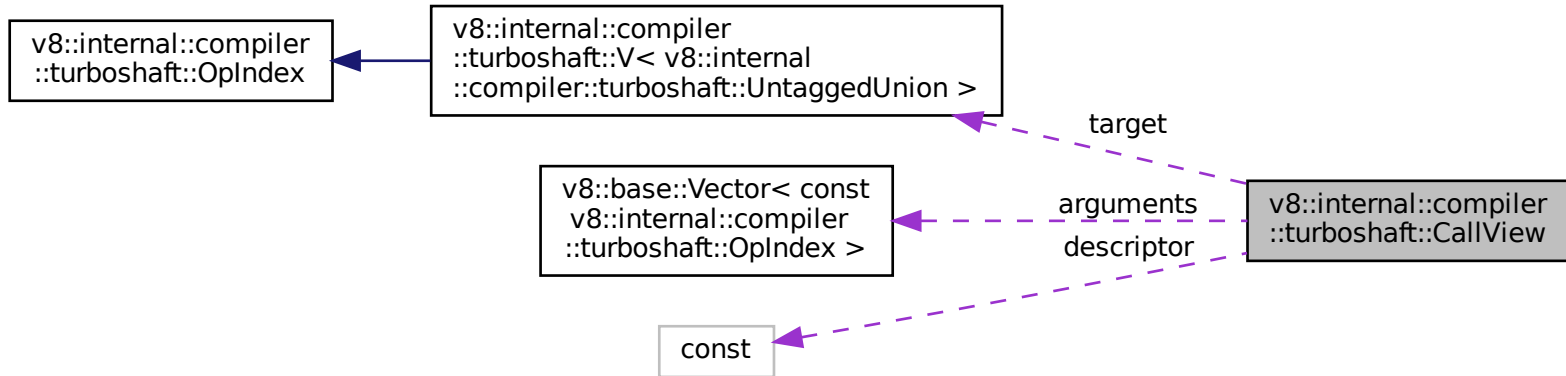 v8::internal::compiler
::turboshaft::OpIndex
v8::internal::compiler
::turboshaft::V< v8::internal
::compiler::turboshaft::UntaggedUnion >
target
v8::base::Vector< const
v8::internal::compiler
::turboshaft::OpIndex >
arguments
descriptor
v8::internal::compiler
::turboshaft::CallView
const